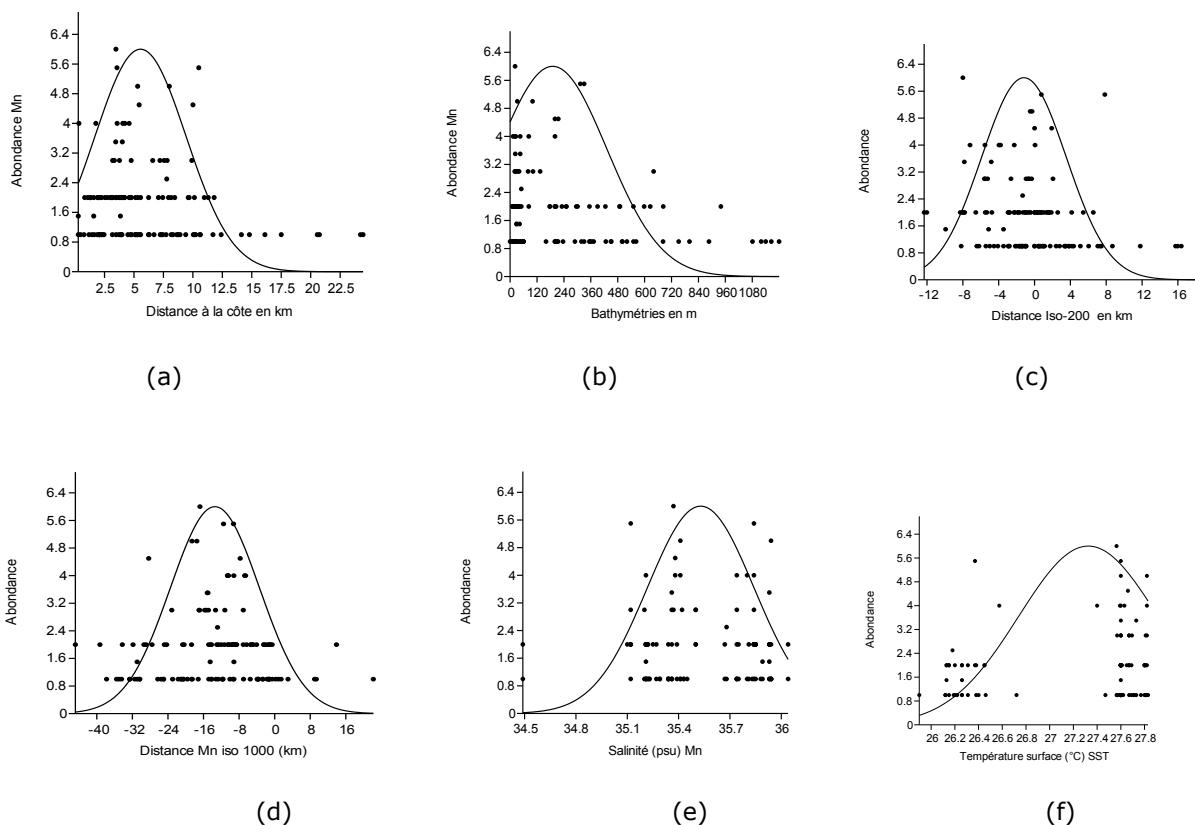 6.4
5.6
4.8
4
3.2
2.4
1.6
0.8
0
Abondance Mn
2.5 5 7.5 10 12.5 15 17.5 20 22.5
Distance à la côte en km
(a)
6.4
5.6
4.8
4
3.2
2.4
1.6
0.8
0
Abondance Mn
0 120 240 360 480 600 720 840 960 1080
Bathymétries en m
(b)
6.4
5.6
4.8
4
3.2
2.4
1.6
0.8
0
Abondance
-12 -8 -4 0 4 8 12 16
Distance Iso-200 en km
(c)
6.4
5.6
4.8
4
3.2
2.4
1.6
0.8
0
Abondance
-40 -32 -24 -16 -8 0 8 16
Distance Mn iso 1000 (km)
(d)
6.4
5.6
4.8
4
3.2
2.4
1.6
0.8
0
Abondance
34.5 34.8 35.1 35.4 35.7 36
Salinité (psu) Mn
(e)
6.4
5.6
4.8
4
3.2
2.4
1.6
0.8
0
Abondance
26 26.2 26.4 26.6 26.8 27 27.2 27.4 27.6 27.8
Température surface (°C) SST
(f)